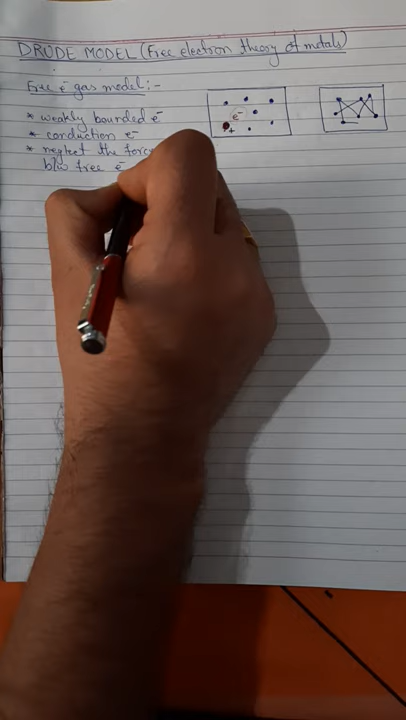 DRUDE MODEL (Free electron theory of metals)
Free e⁻ gas model:-
* weakly bounded e⁻
* conduction e⁻
* neglect the force
b/w free e⁻
e⁻
+